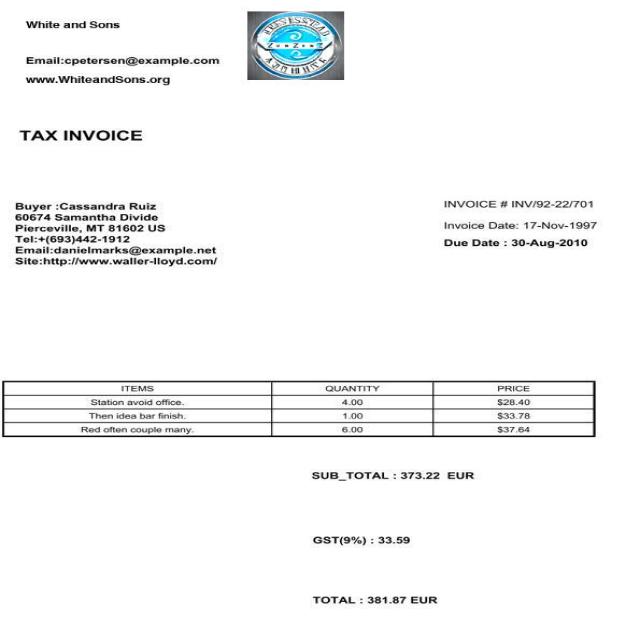 White and Sons
Email:cpetersen@example.com
www.WhiteandSons.org
TAX INVOICE
Buyer :Cassandra Ruiz
60674 Samantha Divide
Pierceville, MT 81602 US
Tel:+(693)442-1912
Email:danielmarks@example.net
Site:http://www.waller-lloyd.com/
INVOICE # INV/92-22/701
Invoice Date: 17-Nov-1997
Due Date : 30-Aug-2010
ITEMS QUANTITY PRICE
Station avoid office. 4.00 $28.40
Then idea bar finish. 1.00 $33.78
Red often couple many. 6.00 $37.64
SUB_TOTAL : 373.22 EUR
GST(9%) : 33.59
TOTAL : 381.87 EUR